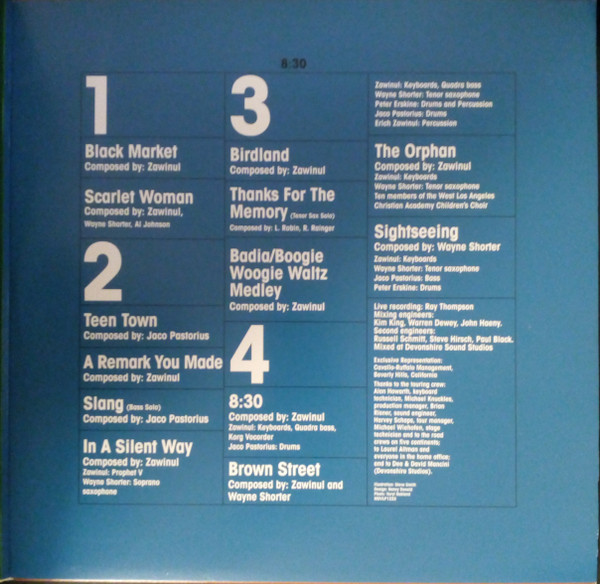 8:30
1
Black Market
Composed by: Zawinul
Scarlet Woman
Composed by: Zawinul,
Wayne Shorter, Al Johnson
2
Teen Town
Composed by: Jaco Pastorius
A Remark You Made
Composed by: Zawinul
Slang (Bass Solo)
Composed by: Jaco Pastorius
In A Silent Way
Composed by: Zawinul
Zawinul: Prophet V
Wayne Shorter: Soprano
saxophone
3
Birdland
Composed by: Zawinul
Thanks For The
Memory (Tenor Sax Solo)
Composed by: L. Robin, R. Rainger
Badia/Boogie
Woogie Waltz
Medley
Composed by: Zawinul
4
8:30
Composed by: Zawinul
Zawinul: Keyboards, Quadra bass,
Korg Vocorder
Jaco Pastorius: Drums
Brown Street
Composed by: Zawinul and
Wayne Shorter
Zawinul: Keyboards, Quadra bass
Wayne Shorter: Tenor saxophone
Peter Erskine: Drums and Percussion
Jaco Pastorius: Drums
Erich Zawinul: Percussion
The Orphan
Composed by: Zawinul
Zawinul: Keyboards
Wayne Shorter: Tenor saxophone
Ten members of the West Los Angeles
Christian Academy Children's Choir
Sightseeing
Composed by: Wayne Shorter
Zawinul: Keyboards
Wayne Shorter: Tenor saxophone
Jaco Pastorius: Bass
Peter Erskine: Drums
Live recording: Ray Thompson
Mixing engineers:
Kim King, Warren Dewey, John Haeny.
Second engineers:
Russell Schmitt, Steve Hirsch, Paul Black.
Mixed at Devonshire Sound Studios
Exclusive Representation:
Cavallo-Ruffalo Management,
Beverly Hills, California
Thanks to the touring crew:
Alan Howarth, keyboard
technician, Michael Knuckles,
production manager, Brian
Risner, sound engineer,
Harvey Schaps, tour manager,
Michael Wiehofen, stage
technician and to the road
crews on five continents;
to Laurel Altman and
everyone in the home office;
and to Dee & David Mancini
(Devonshire Studios).